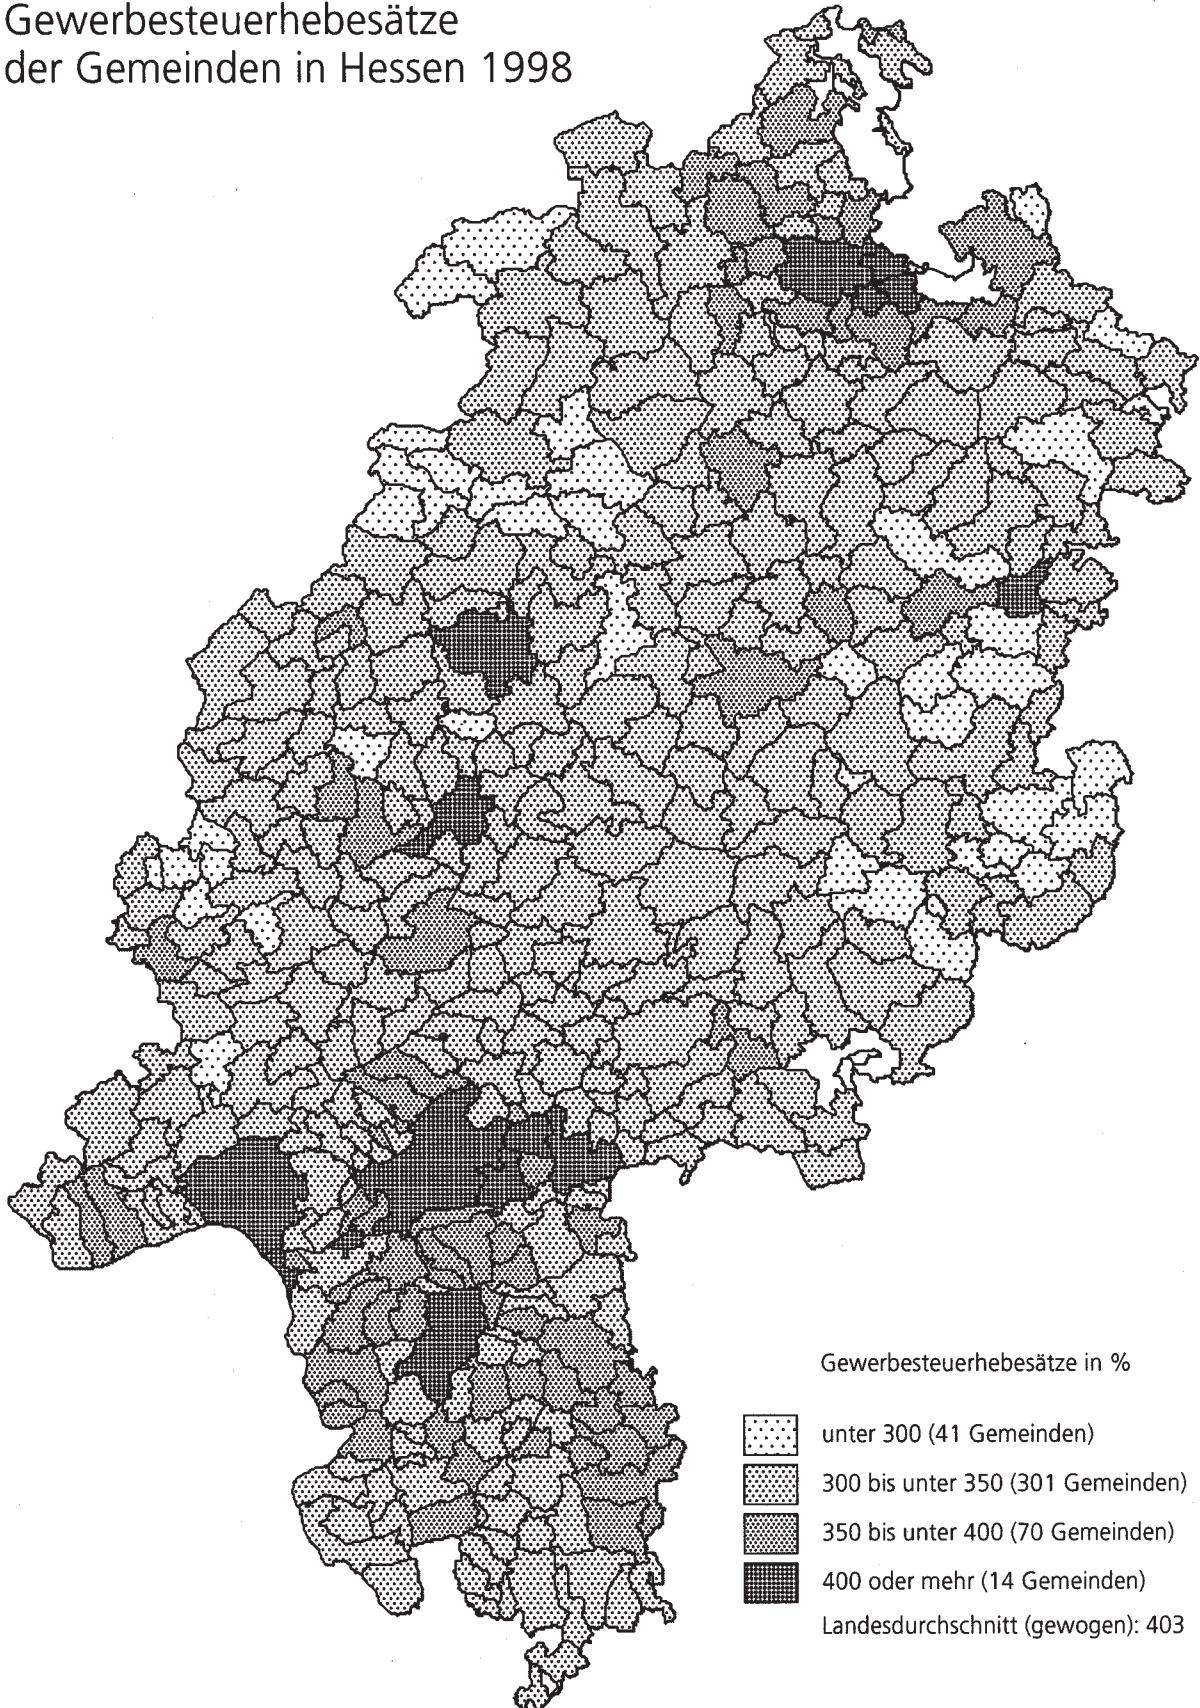 Gewerbesteuerhebesätze
der Gemeinden in Hessen 1998
Gewerbesteuerhebesätze in %
unter 300 (41 Gemeinden)
300 bis unter 350 (301 Gemeinden)
350 bis unter 400 (70 Gemeinden)
400 oder mehr (14 Gemeinden)
Landesdurchschnitt (gewogen): 403